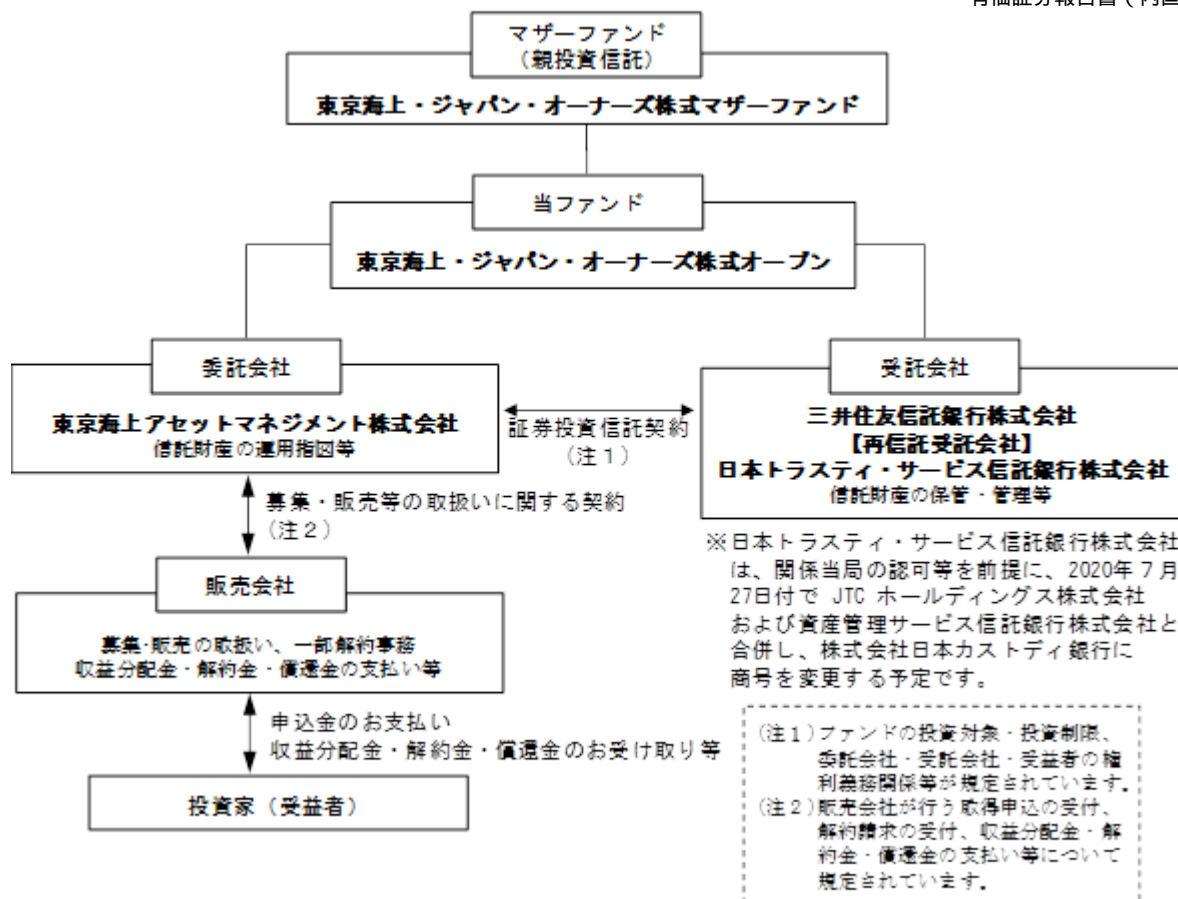 マザーファンド
（親投資信託）
東京海上・ジャパン・オーナーズ株式マザーファンド
当ファンド
東京海上・ジャパン・オーナーズ株式オープン
委託会社
東京海上アセットマネジメント株式会社
信託財産の運用指図等
証券投資信託契約
（注１）
受託会社
三井住友信託銀行株式会社
【再信託受託会社】
日本トラスティ・サービス信託銀行株式会社
信託財産の保管・管理等
募集・販売等の取扱いに関する契約
（注２）
販売会社
募集・販売の取扱い、一部解約事務
収益分配金・解約金・償還金の支払い等
申込金のお支払い
収益分配金・解約金・償還金のお受け取り等
投資家（受益者）
※日本トラスティ・サービス信託銀行株式会社
は、関係当局の認可等を前提に、2020年７月
27日付で JTC ホールディングス株式会社
および資産管理サービス信託銀行株式会社と
合併し、株式会社日本カストディ銀行に
商号を変更する予定です。
（注１）ファンドの投資対象・投資制限、
委託会社・受託会社・受益者の権
利義務関係等が規定されています。
（注２）販売会社が行う取得申込の受付、
解約請求の受付、収益分配金・解
約金・償還金の支払い等について
規定されています。